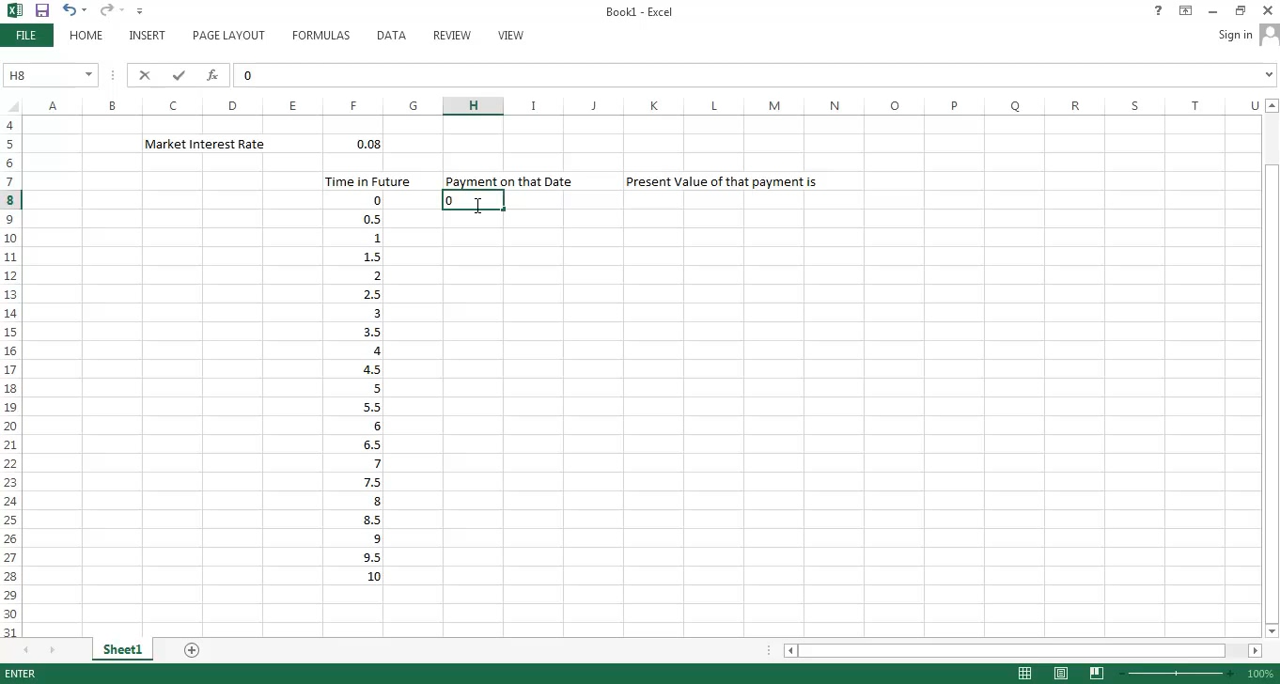 Book1 - Excel
?
FILE HOME INSERT PAGE LAYOUT FORMULAS DATA REVIEW VIEW Sign in
H8 fx 0
A B C D E F G H I J K L M N O P Q R S T U
4
5 Market Interest Rate 0.08
6
7 Time in Future Payment on that Date Present Value of that payment is
8 0 0
9 0.5
10 1
11 1.5
12 2
13 2.5
14 3
15 3.5
16 4
17 4.5
18 5
19 5.5
20 6
21 6.5
22 7
23 7.5
24 8
25 8.5
26 9
27 9.5
28 10
29
30
31
Sheet1
ENTER 100%